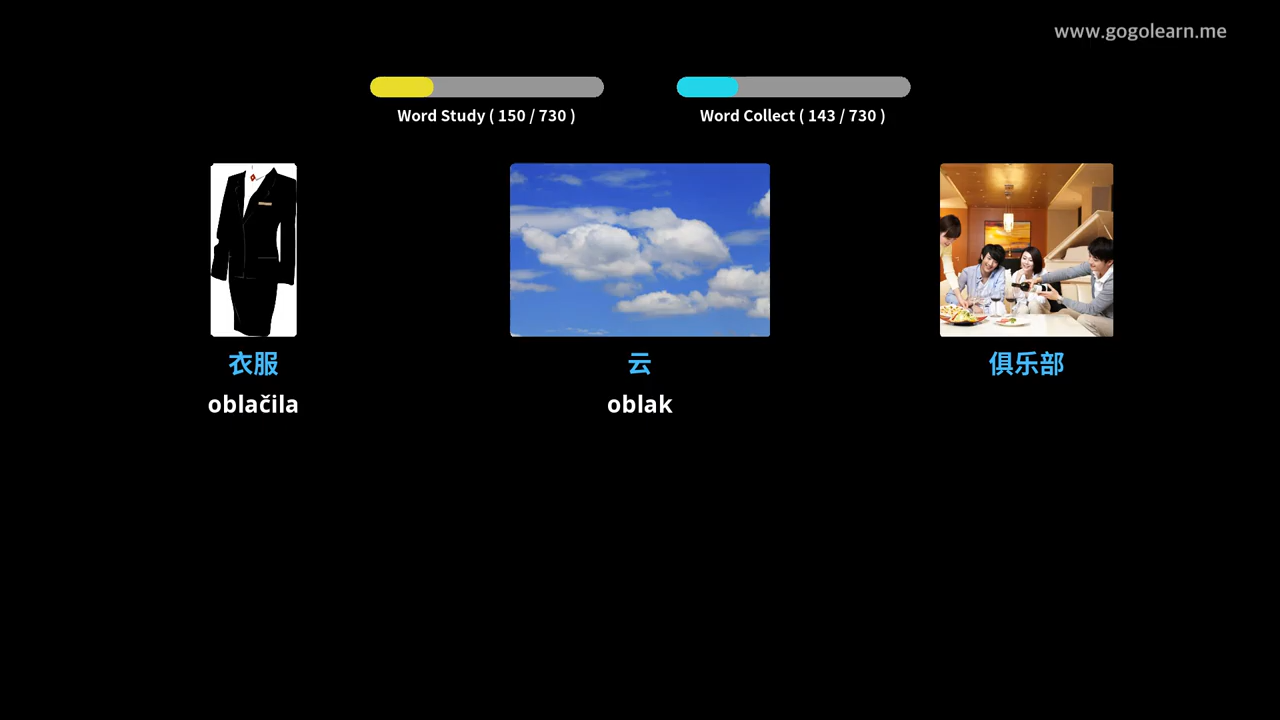 www.gogolearn.me
Word Study ( 150 / 730 )
Word Collect ( 143 / 730 )
衣服
云
俱乐部
oblačila
oblak